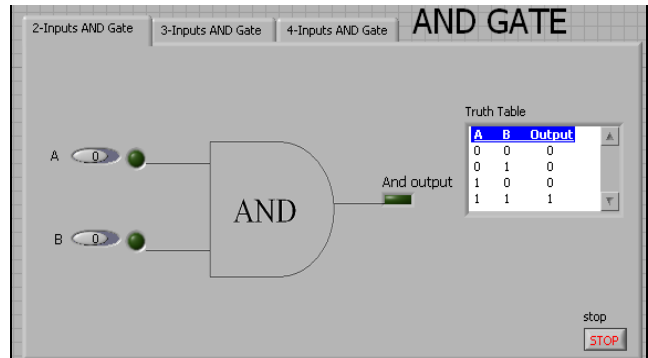 AND GATE
2-Inputs AND Gate
3-Inputs AND Gate
4-Inputs AND Gate
Truth Table
A B Output
0 0 0
0 1 0
1 0 0
1 1 1
A 0
And output
AND
B 0
stop
STOP